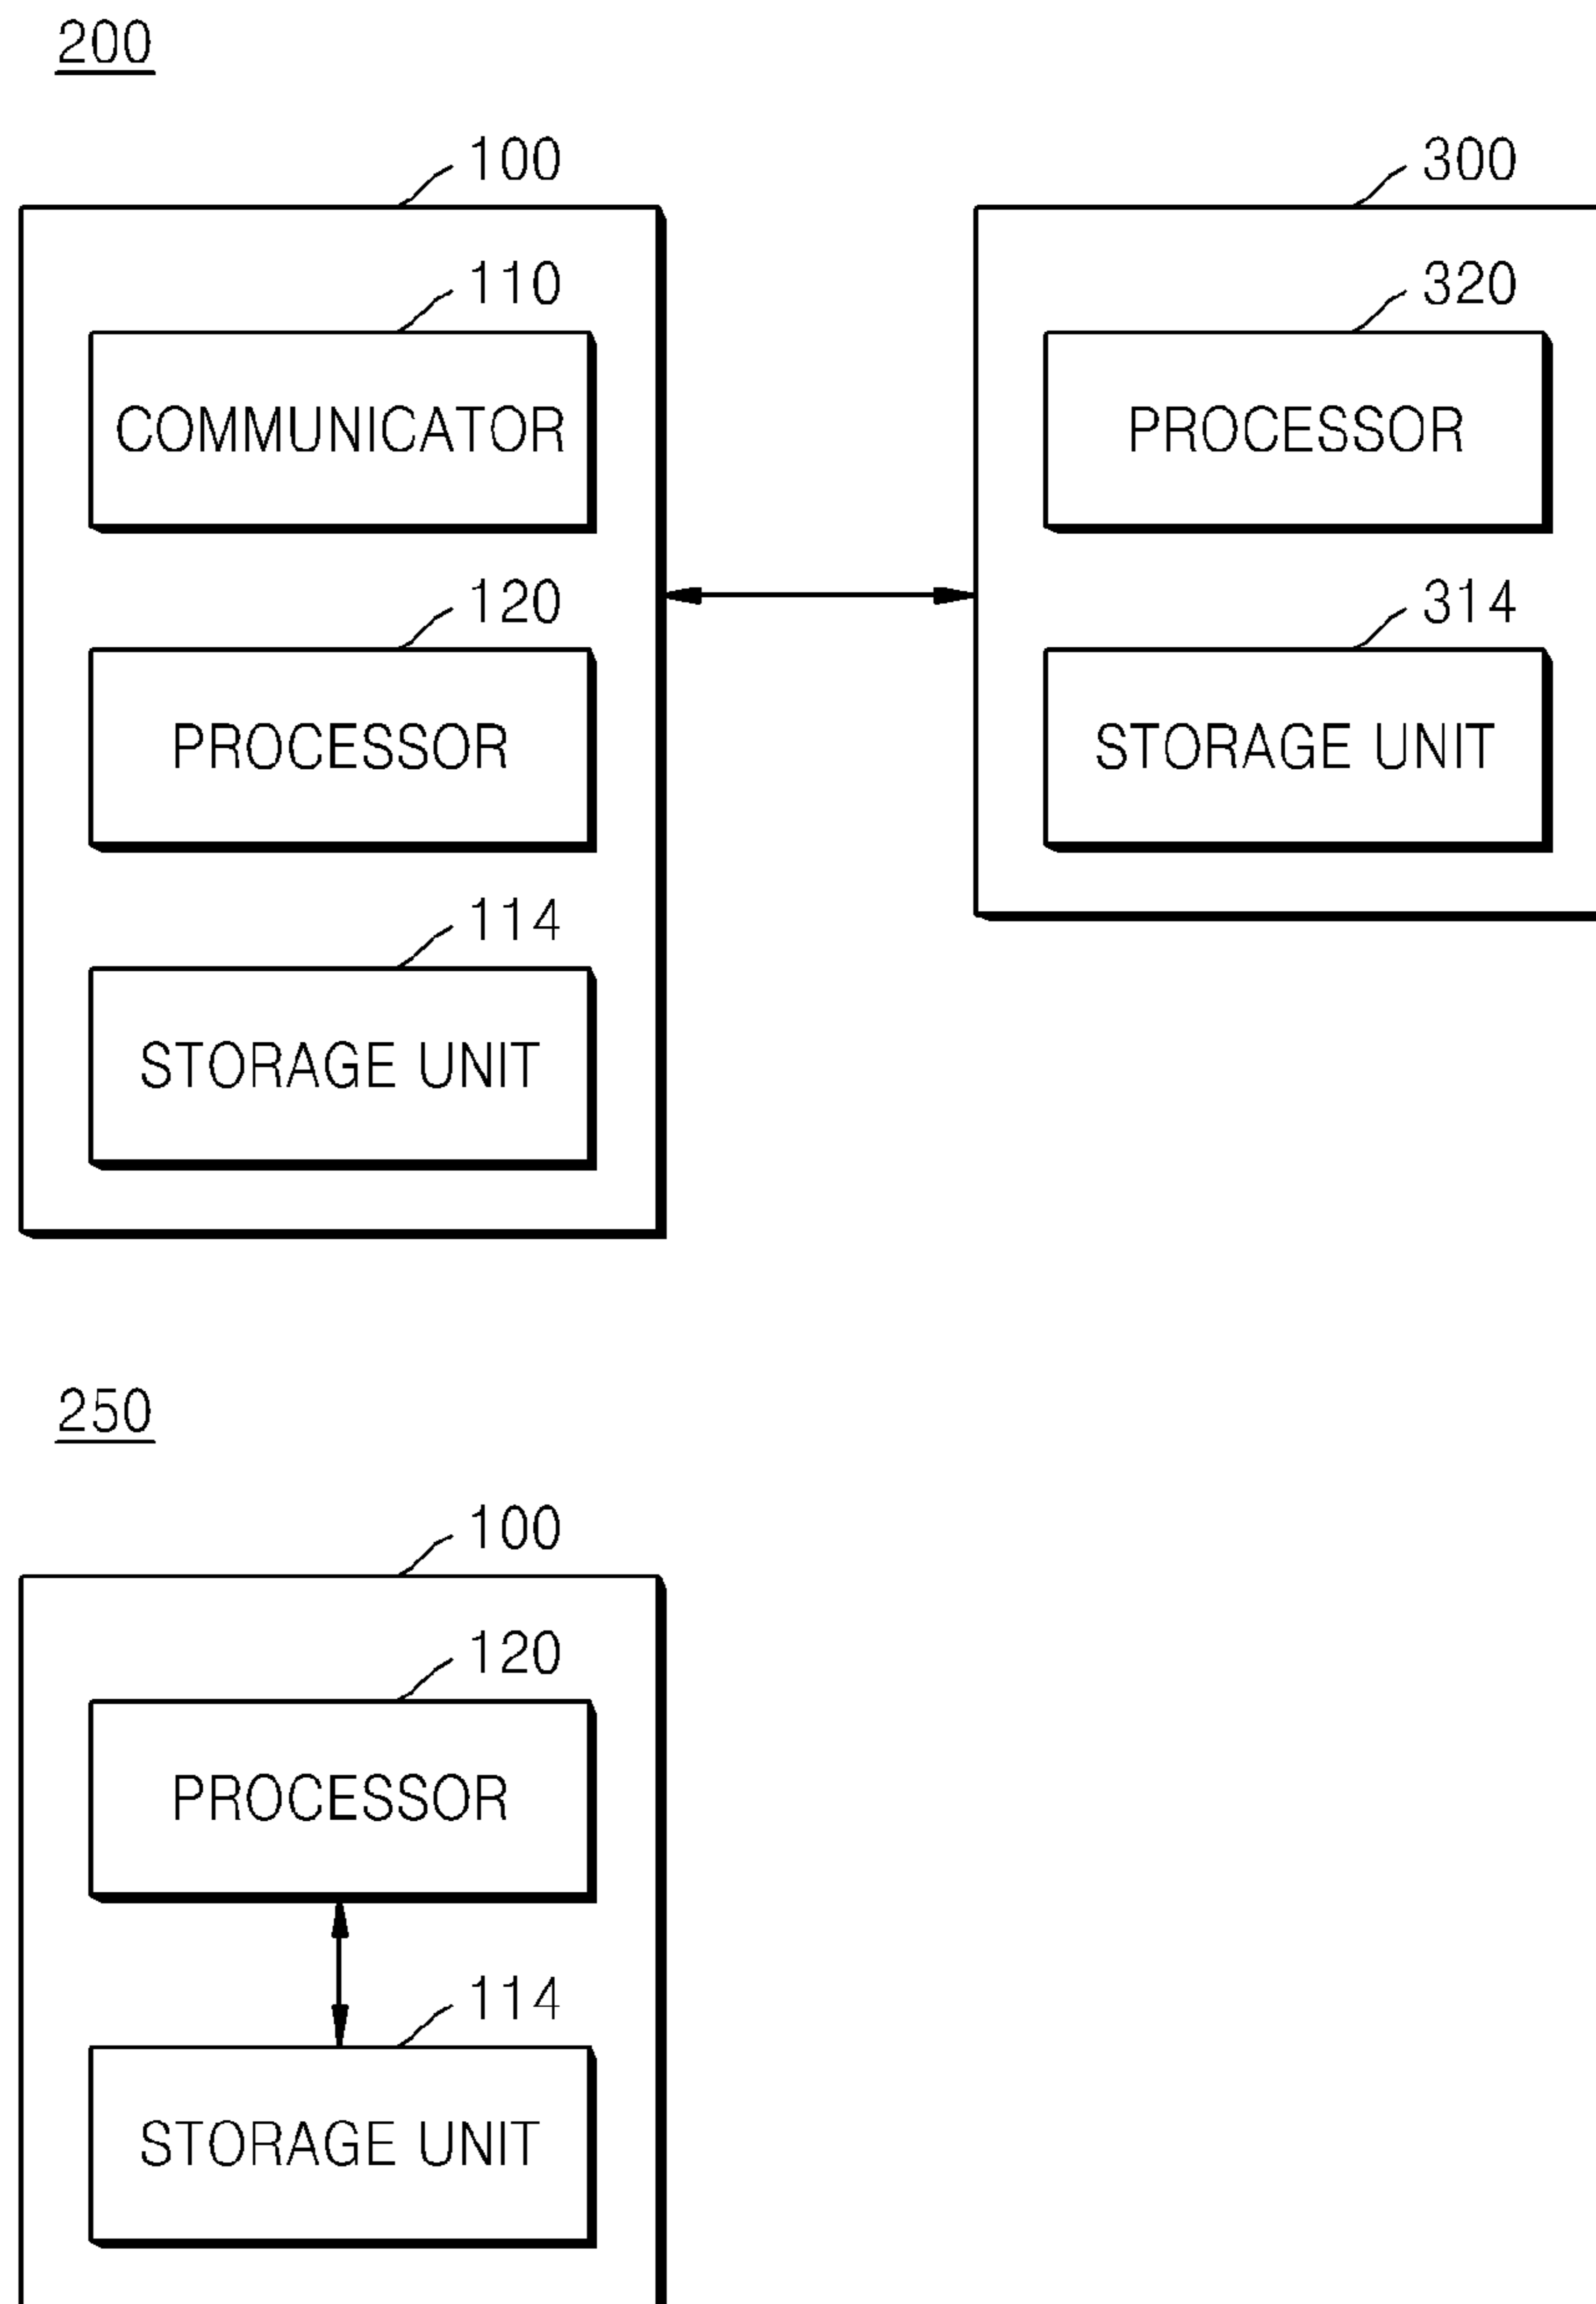 200
100
300
110
320
COMMUNICATOR
PROCESSOR
120
314
PROCESSOR
STORAGE UNIT
114
STORAGE UNIT
250
100
120
PROCESSOR
114
STORAGE UNIT